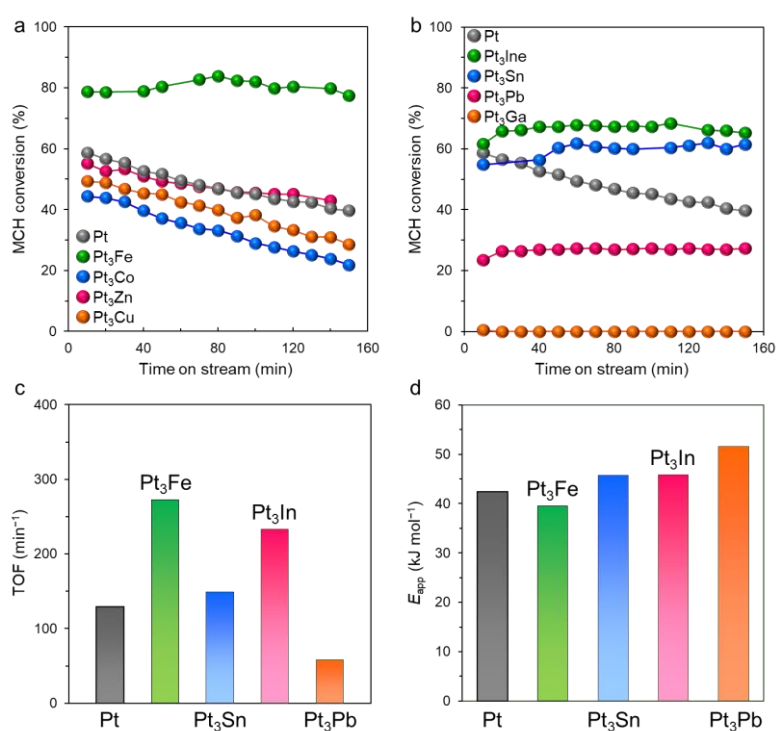 a
MCH conversion (%)
100
80
60
40
20
0
Pt
Pt₃Fe
Pt₃Co
Pt₃Zn
Pt₃Cu
0 40 80 120 160
Time on stream (min)
b
MCH conversion (%)
100
80
60
40
20
0
Pt
Pt₃Ine
Pt₃Sn
Pt₃Pb
Pt₃Ga
0 40 80 120 160
Time on stream (min)
c
TOF (min⁻¹)
400
300
200
100
0
Pt₃Fe
Pt₃In
Pt Pt₃Sn Pt₃Pb
d
Eapp (kJ mol⁻¹)
60
50
40
30
20
10
0
Pt₃Fe
Pt₃In
Pt Pt₃Sn Pt₃Pb